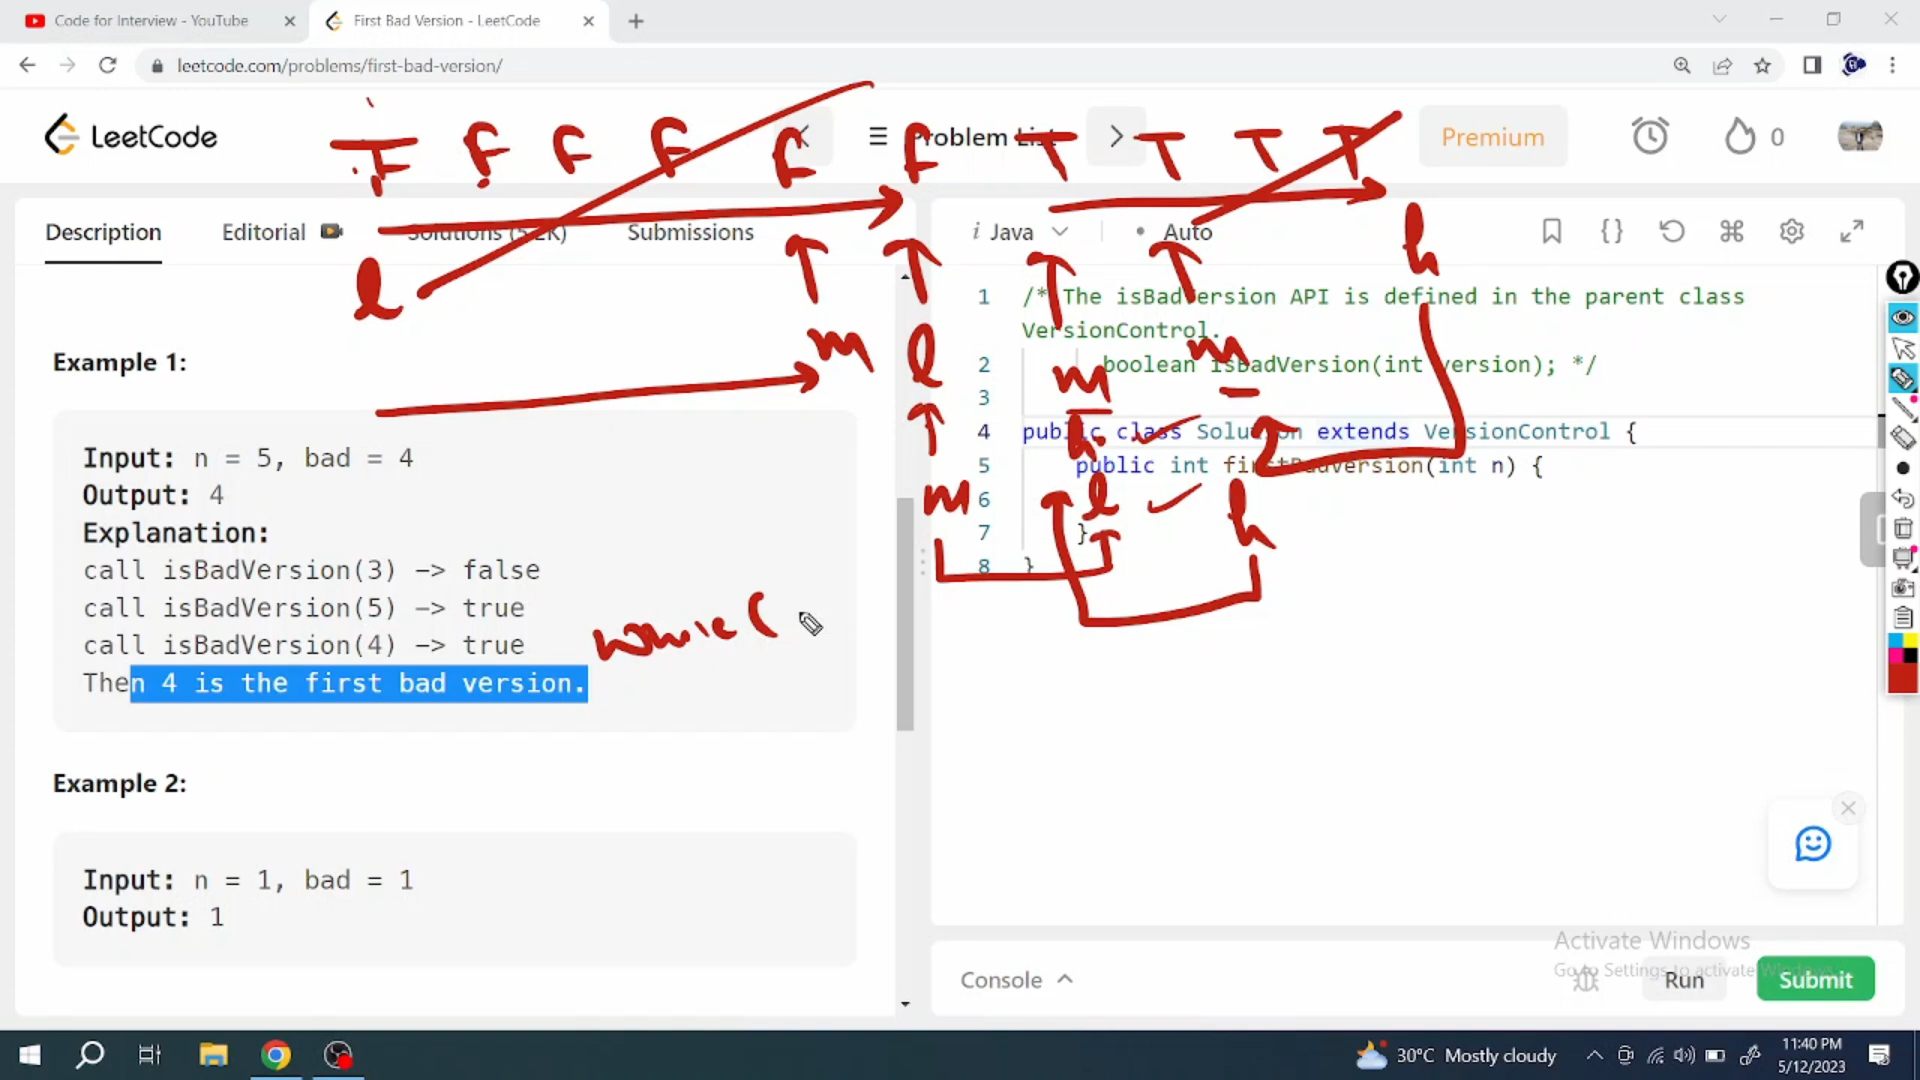 Code for Interview - YouTube
First Bad Version - LeetCode
leetcode.com/problems/first-bad-version/
LeetCode
Problem List
Premium
0
F F F F F F T T T T
Description
Editorial
Solutions (5.2K)
Submissions
l
h
m l m m
h
m l h
Example 1:
Input: n = 5, bad = 4
Output: 4
Explanation:
call isBadVersion(3) -> false
call isBadVersion(5) -> true
call isBadVersion(4) -> true
Then 4 is the first bad version.
while (
Example 2:
Input: n = 1, bad = 1
Output: 1
i Java
Auto
1 /* The isBadVersion API is defined in the parent class
VersionControl.
2 boolean isBadVersion(int version); */
3
4 public class Solution extends VersionControl {
5 public int firstBadVersion(int n) {
6
7 }
8 }
Console
Activate Windows
Go to Settings to activate Windows.
Run
Submit
30°C Mostly cloudy
11:40 PM
5/12/2023